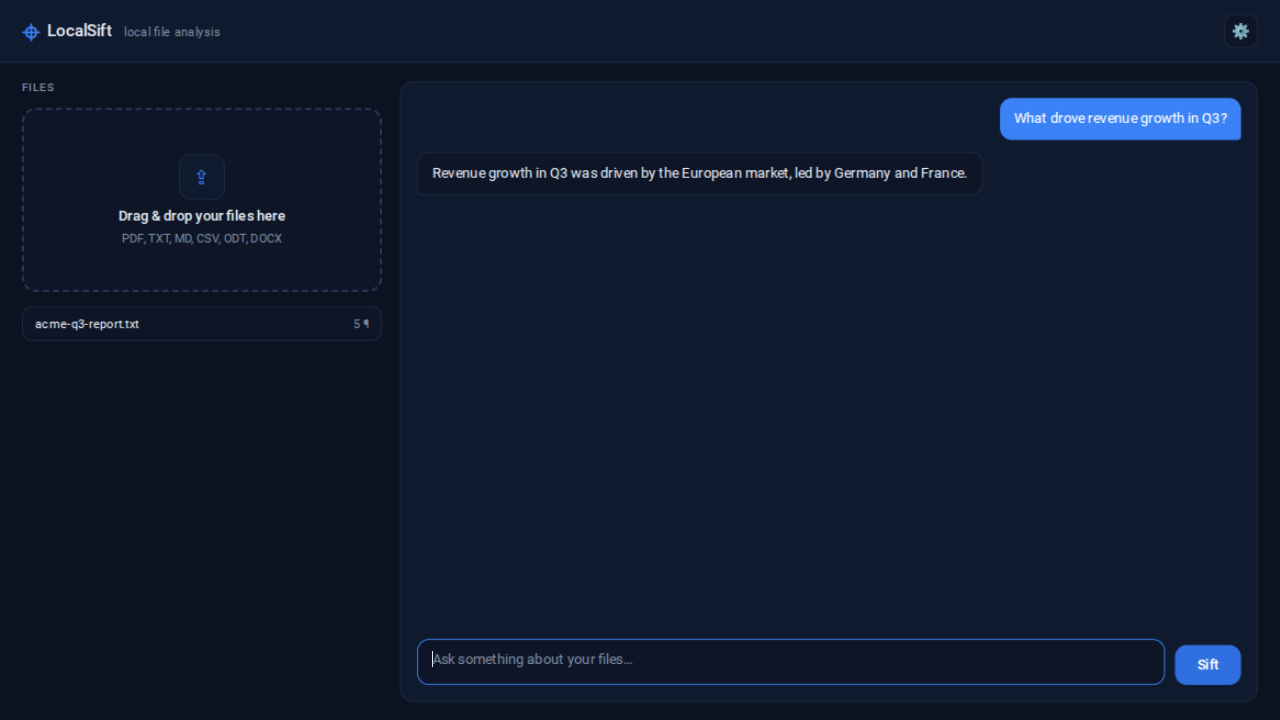 LocalSift local file analysis
FILES
Drag & drop your files here
PDF, TXT, MD, CSV, ODT, DOCX
acme-q3-report.txt 5 ¶
What drove revenue growth in Q3?
Revenue growth in Q3 was driven by the European market, led by Germany and France.
Ask something about your files...
Sift